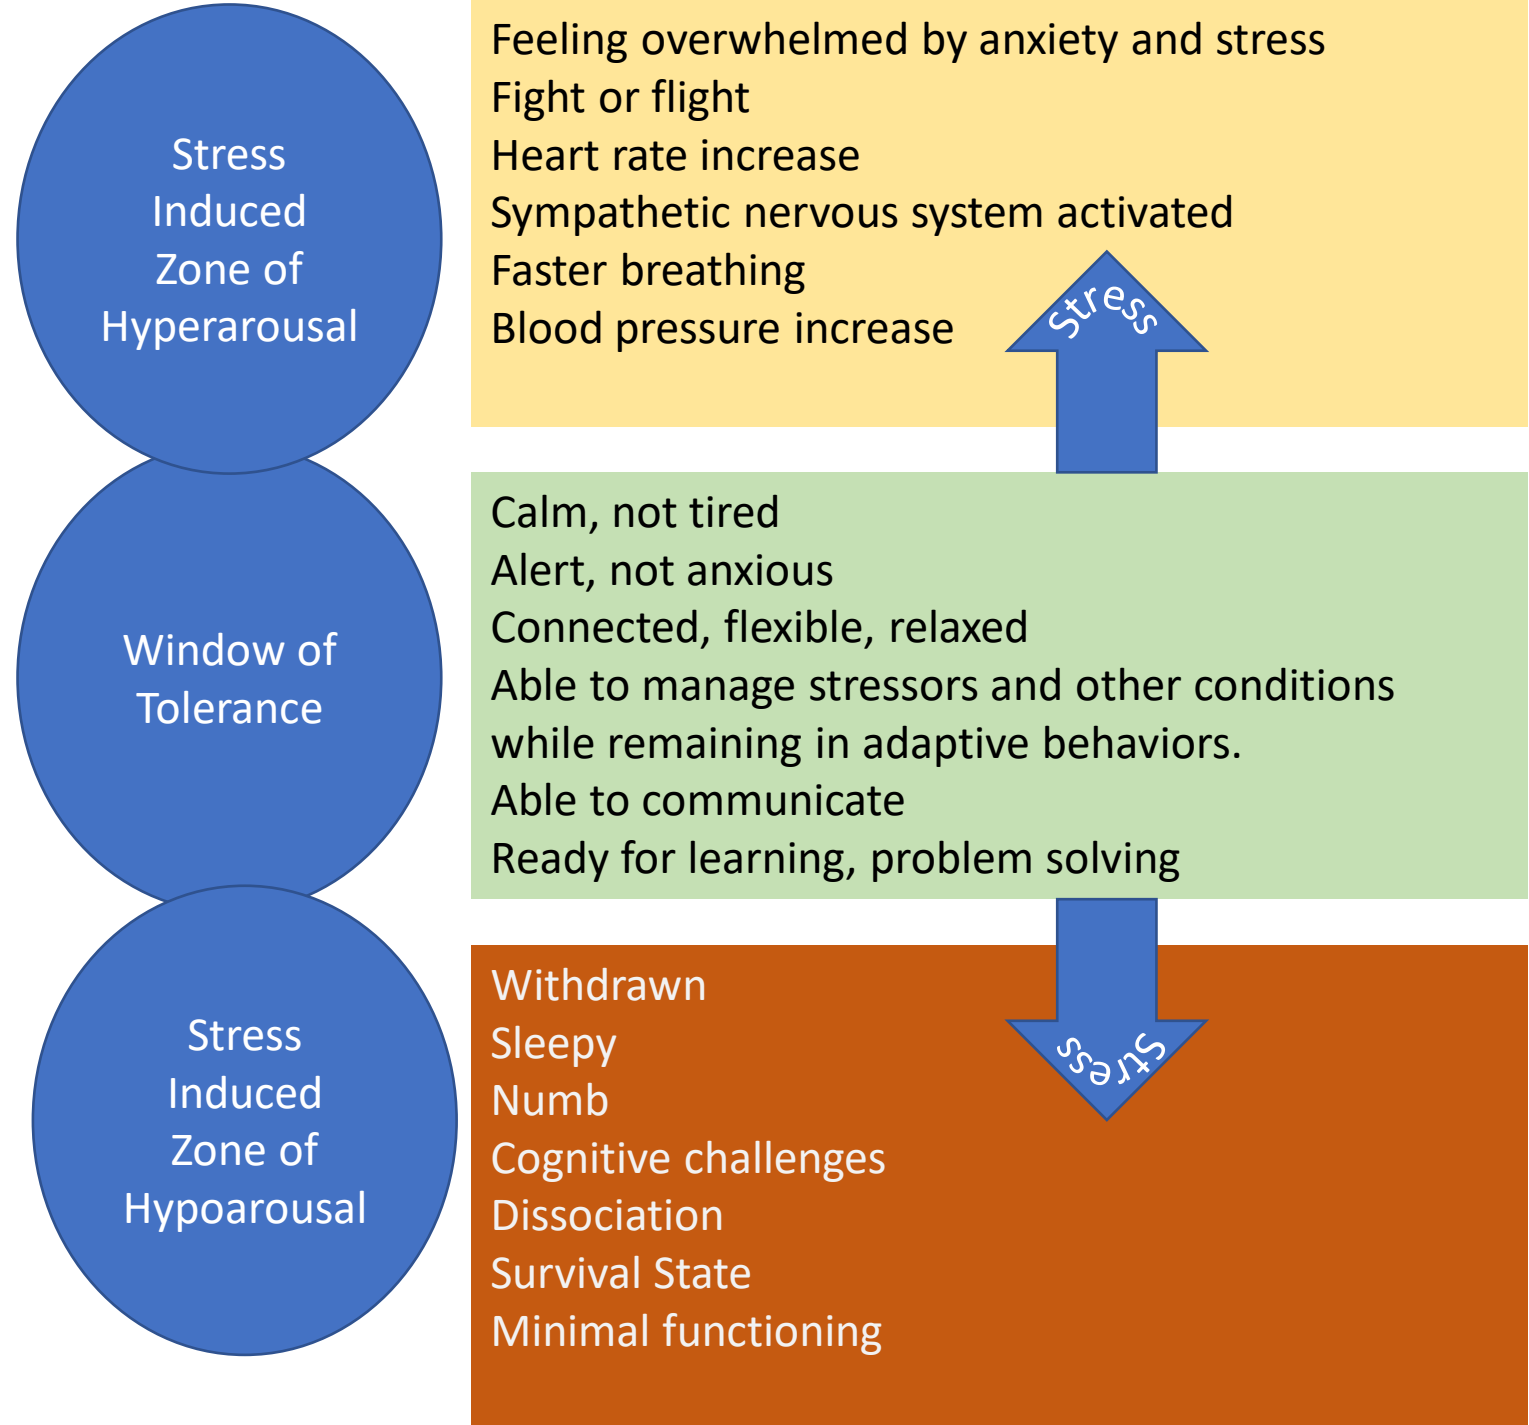 Stress
Induced
Zone of
Hyperarousal
Feeling overwhelmed by anxiety and stress
Fight or flight
Heart rate increase
Sympathetic nervous system activated
Faster breathing
Blood pressure increase
Stress
Window of
Tolerance
Calm, not tired
Alert, not anxious
Connected, flexible, relaxed
Able to manage stressors and other conditions
while remaining in adaptive behaviors.
Able to communicate
Ready for learning, problem solving
Stress
Induced
Zone of
Hypoarousal
Withdrawn
Sleepy
Numb
Cognitive challenges
Dissociation
Survival State
Minimal functioning
Stress